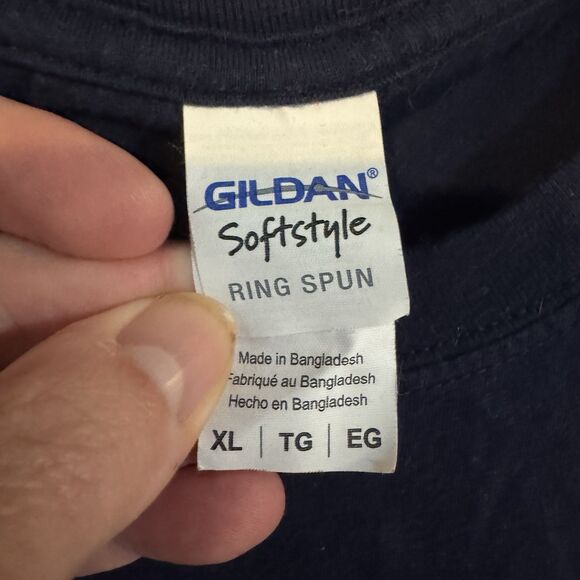 GILDAN®
Softstyle
RING SPUN
Made in Bangladesh
Fabriqué au Bangladesh
Hecho en Bangladesh
XL | TG | EG